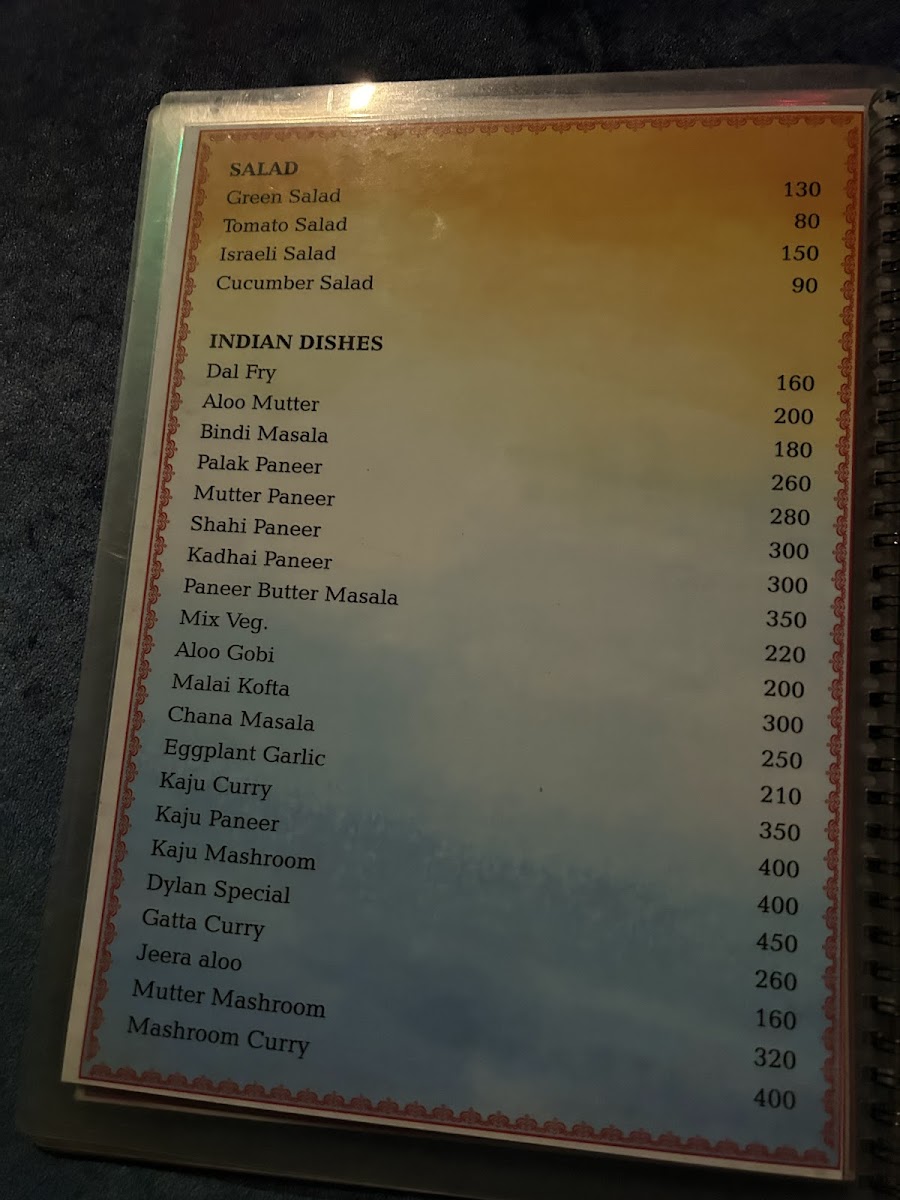 SALAD
Green Salad 130
Tomato Salad 80
Israeli Salad 150
Cucumber Salad 90
INDIAN DISHES
Dal Fry 160
Aloo Mutter 200
Bindi Masala 180
Palak Paneer 260
Mutter Paneer 280
Shahi Paneer 300
Kadhai Paneer 300
Paneer Butter Masala 350
Mix Veg. 220
Aloo Gobi 200
Malai Kofta 300
Chana Masala 250
Eggplant Garlic 210
Kaju Curry 350
Kaju Paneer 400
Kaju Mashroom 400
Dylan Special 450
Gatta Curry 260
Jeera aloo 160
Mutter Mashroom 320
Mashroom Curry 400